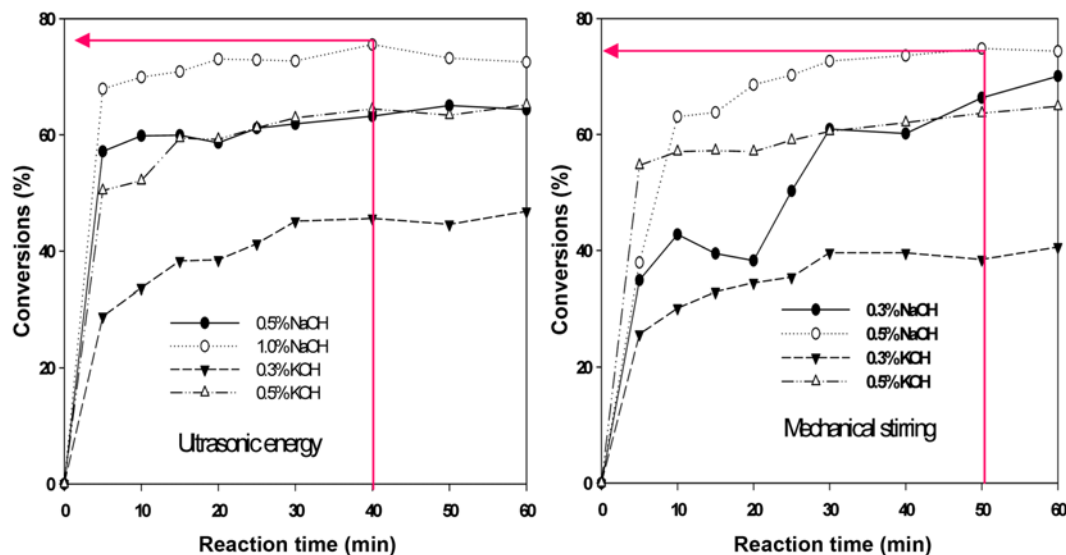 80
60
40
20
0
Conversions (%)
0.5%NaOH
1.0%NaOH
0.3%KOH
0.5%KOH
Ultrasonic energy
0 10 20 30 40 50 60
Reaction time (min)
80
60
40
20
0
Conversions (%)
0.3%NaOH
0.5%NaOH
0.3%KOH
0.5%KOH
Mechanical stirring
0 10 20 30 40 50 60
Reaction time (min)